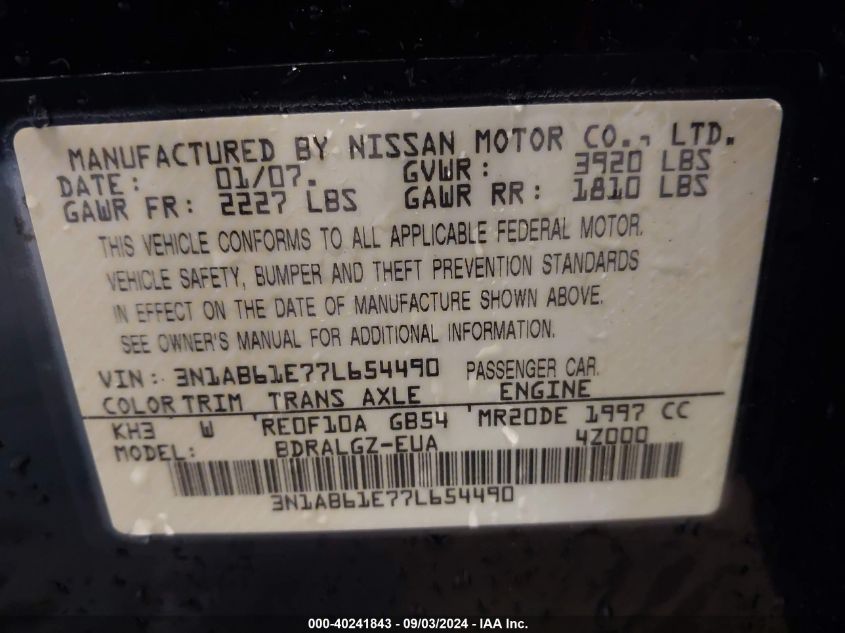 MANUFACTURED BY NISSAN MOTOR CO., LTD.
DATE: 01/07. GVWR: 3920 LBS
GAWR FR: 2227 LBS GAWR RR: 1810 LBS
THIS VEHICLE CONFORMS TO ALL APPLICABLE FEDERAL MOTOR.
VEHICLE SAFETY, BUMPER AND THEFT PREVENTION STANDARDS
IN EFFECT ON THE DATE OF MANUFACTURE SHOWN ABOVE.
SEE OWNER'S MANUAL FOR ADDITIONAL INFORMATION.
VIN: 3N1AB61E77L654490 PASSENGER CAR.
COLOR TRIM TRANS AXLE ENGINE
KH3 W RE0F10A GB54 MR20DE 1997 CC
MODEL: BDRALGZ-EUA 4Z000
3N1AB61E77L654490
000-40241843 - 09/03/2024 - IAA Inc.